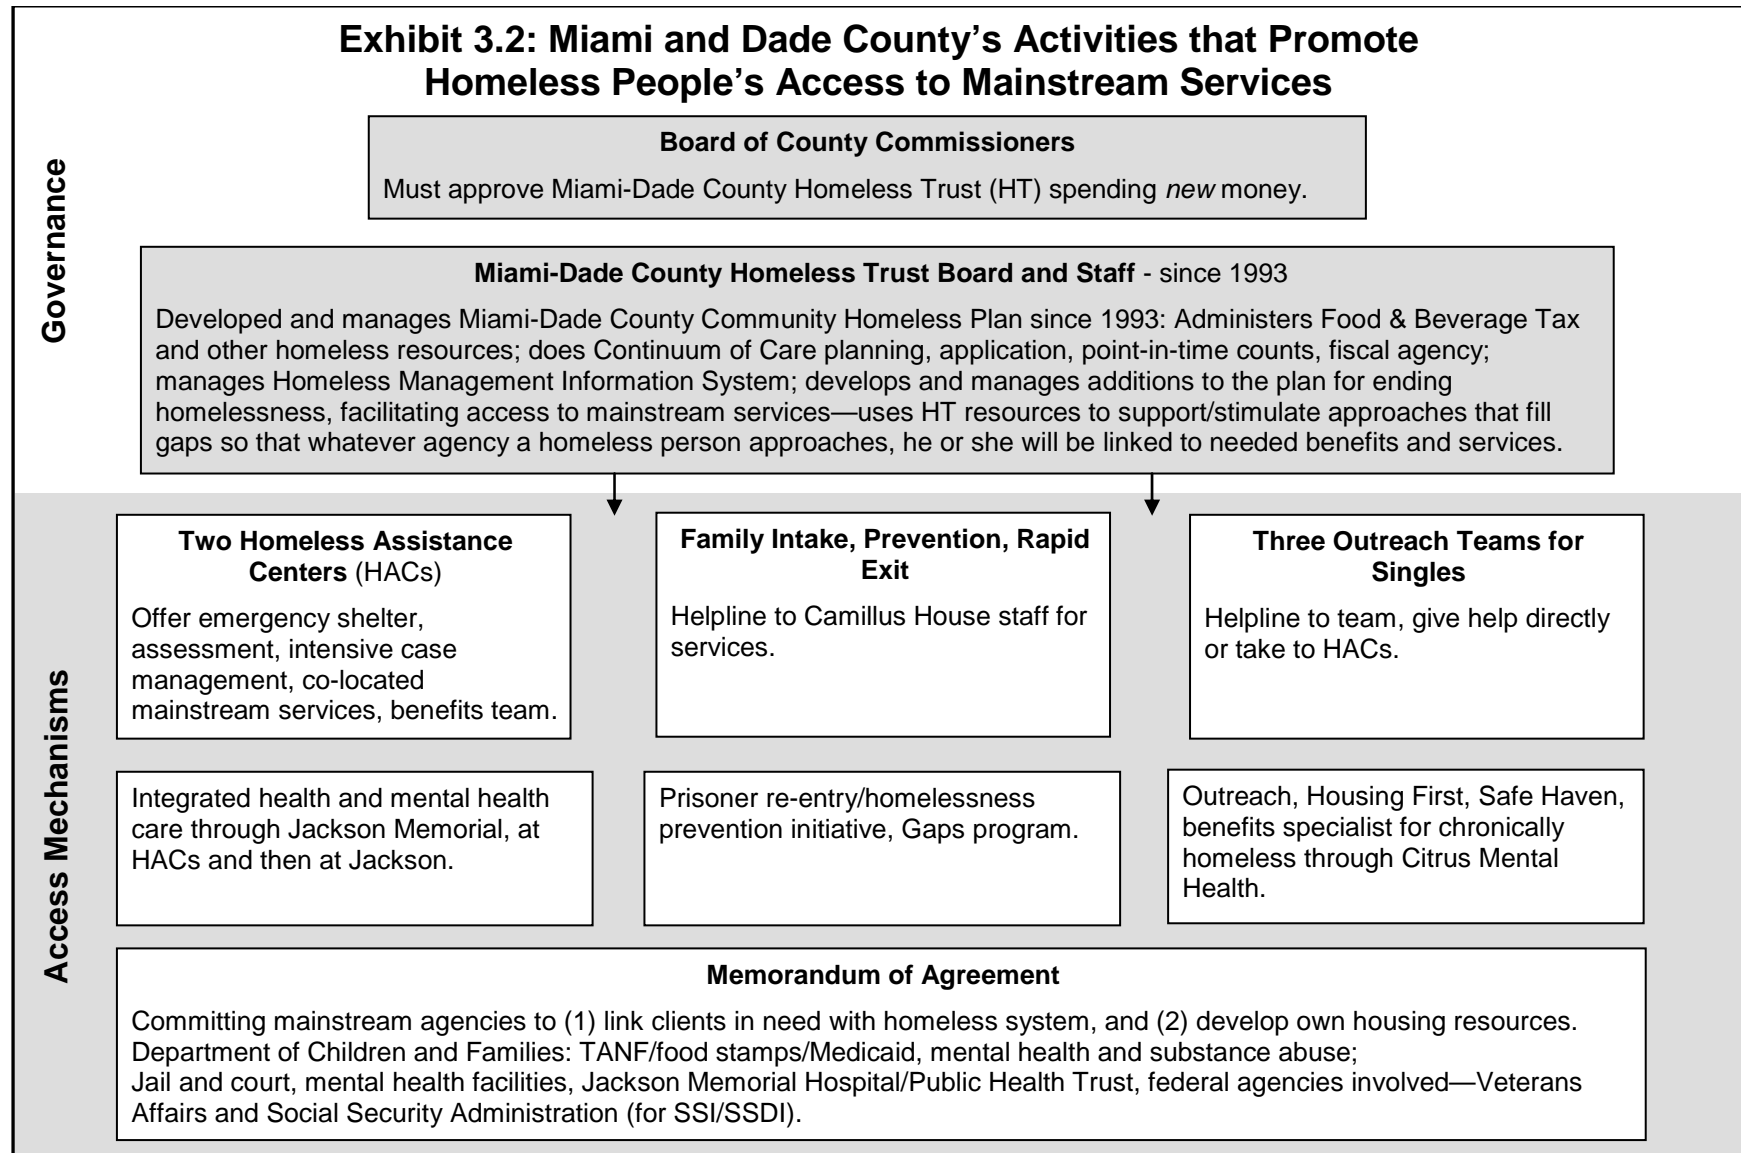 Exhibit 3.2: Miami and Dade County's Activities that Promote
Homeless People's Access to Mainstream Services
Governance
Board of County Commissioners
Must approve Miami-Dade County Homeless Trust (HT) spending new money.
Miami-Dade County Homeless Trust Board and Staff - since 1993
Developed and manages Miami-Dade County Community Homeless Plan since 1993: Administers Food & Beverage Tax
and other homeless resources; does Continuum of Care planning, application, point-in-time counts, fiscal agency;
manages Homeless Management Information System; develops and manages additions to the plan for ending
homelessness, facilitating access to mainstream services—uses HT resources to support/stimulate approaches that fill
gaps so that whatever agency a homeless person approaches, he or she will be linked to needed benefits and services.
Access Mechanisms
Two Homeless Assistance
Centers (HACs)
Offer emergency shelter,
assessment, intensive case
management, co-located
mainstream services, benefits team.
Family Intake, Prevention, Rapid
Exit
Helpline to Camillus House staff for
services.
Three Outreach Teams for
Singles
Helpline to team, give help directly
or take to HACs.
Integrated health and mental health
care through Jackson Memorial, at
HACs and then at Jackson.
Prisoner re-entry/homelessness
prevention initiative, Gaps program.
Outreach, Housing First, Safe Haven,
benefits specialist for chronically
homeless through Citrus Mental
Health.
Memorandum of Agreement
Committing mainstream agencies to (1) link clients in need with homeless system, and (2) develop own housing resources.
Department of Children and Families: TANF/food stamps/Medicaid, mental health and substance abuse;
Jail and court, mental health facilities, Jackson Memorial Hospital/Public Health Trust, federal agencies involved—Veterans
Affairs and Social Security Administration (for SSI/SSDI).